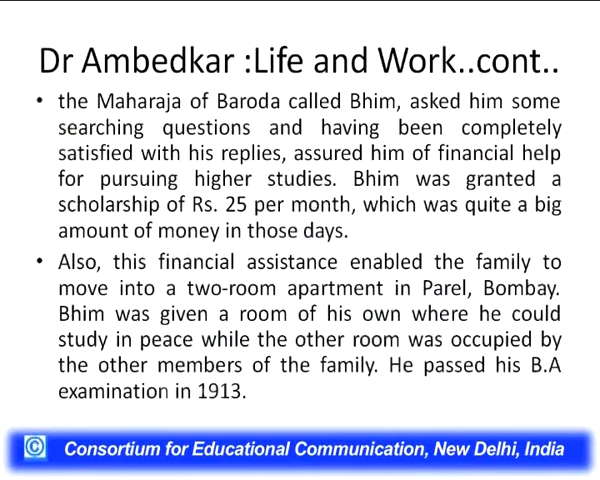 Dr Ambedkar :Life and Work..cont..
• the Maharaja of Baroda called Bhim, asked him some
searching questions and having been completely
satisfied with his replies, assured him of financial help
for pursuing higher studies. Bhim was granted a
scholarship of Rs. 25 per month, which was quite a big
amount of money in those days.
• Also, this financial assistance enabled the family to
move into a two-room apartment in Parel, Bombay.
Bhim was given a room of his own where he could
study in peace while the other room was occupied by
the other members of the family. He passed his B.A
examination in 1913.
© Consortium for Educational Communication, New Delhi, India